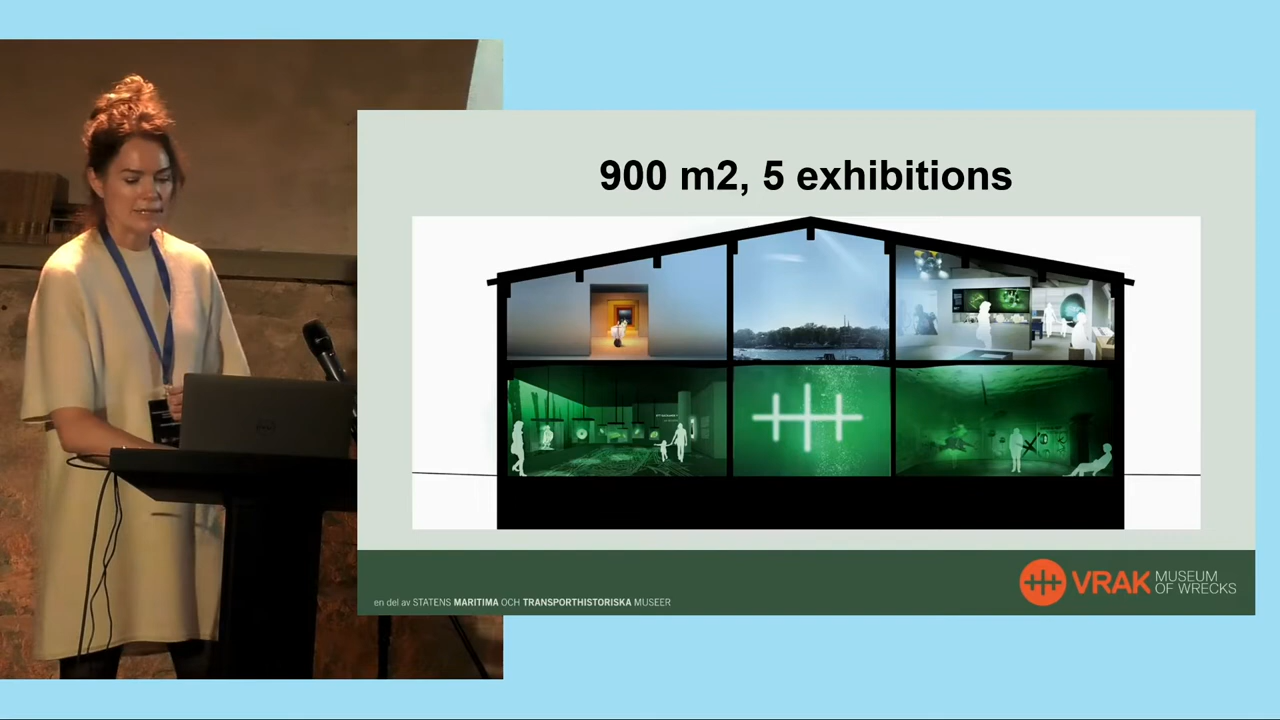 900 m2, 5 exhibitions
en del av STATENS MARITIMA OCH TRANSPORTHISTORISKA MUSEER
VRAK MUSEUM
OF WRECKS